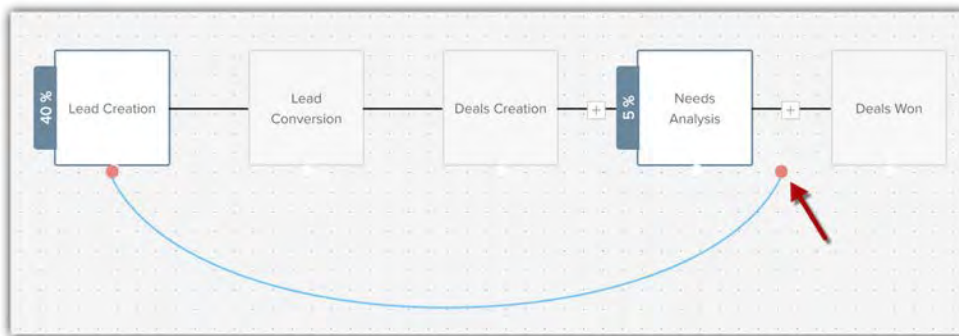 40 %
Lead Creation
Lead
Conversion
Deals Creation
+
5 %
Needs
Analysis
+
Deals Won